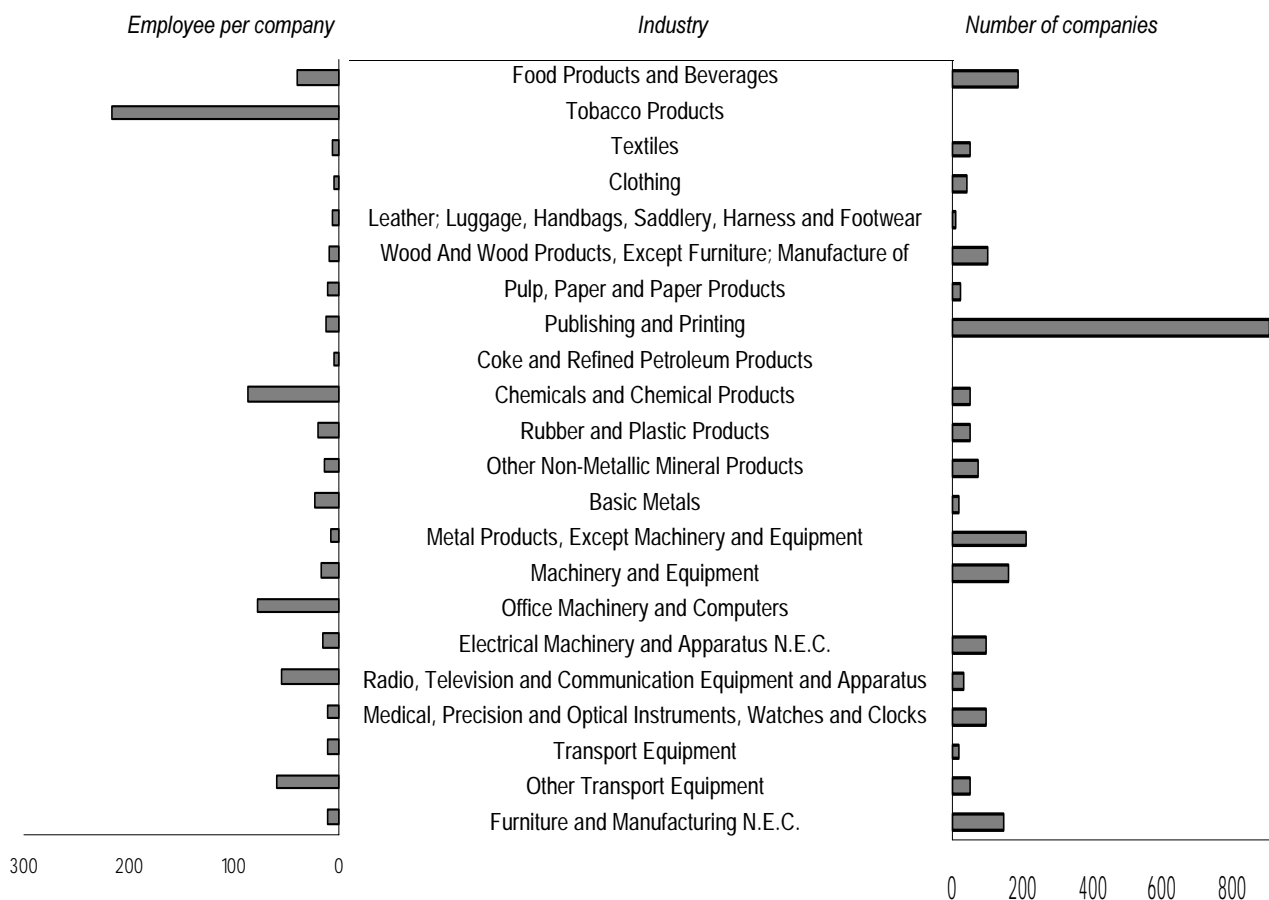 Employee per company
Industry
Number of companies
Food Products and Beverages
Tobacco Products
Textiles
Clothing
Leather; Luggage, Handbags, Saddlery, Harness and Footwear
Wood And Wood Products, Except Furniture; Manufacture of
Pulp, Paper and Paper Products
Publishing and Printing
Coke and Refined Petroleum Products
Chemicals and Chemical Products
Rubber and Plastic Products
Other Non-Metallic Mineral Products
Basic Metals
Metal Products, Except Machinery and Equipment
Machinery and Equipment
Office Machinery and Computers
Electrical Machinery and Apparatus N.E.C.
Radio, Television and Communication Equipment and Apparatus
Medical, Precision and Optical Instruments, Watches and Clocks
Transport Equipment
Other Transport Equipment
Furniture and Manufacturing N.E.C.
300 200 100 0
0 200 400 600 800